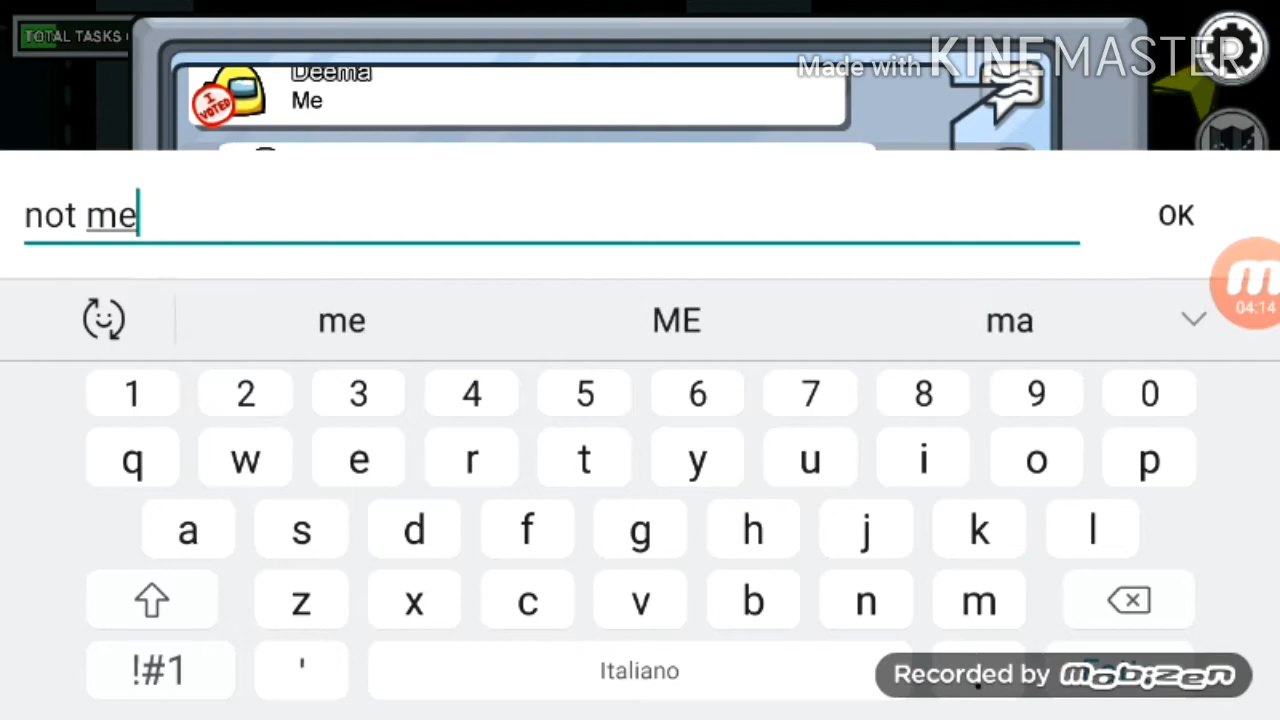 TOTAL TASKS
Deema
Me
I VOTED
Made with KINEMASTER
not me
OK
04:14
me ME ma
1 2 3 4 5 6 7 8 9 0
q w e r t y u i o p
a s d f g h j k l
z x c v b n m
!#1 ' Italiano .
Recorded by mobizen